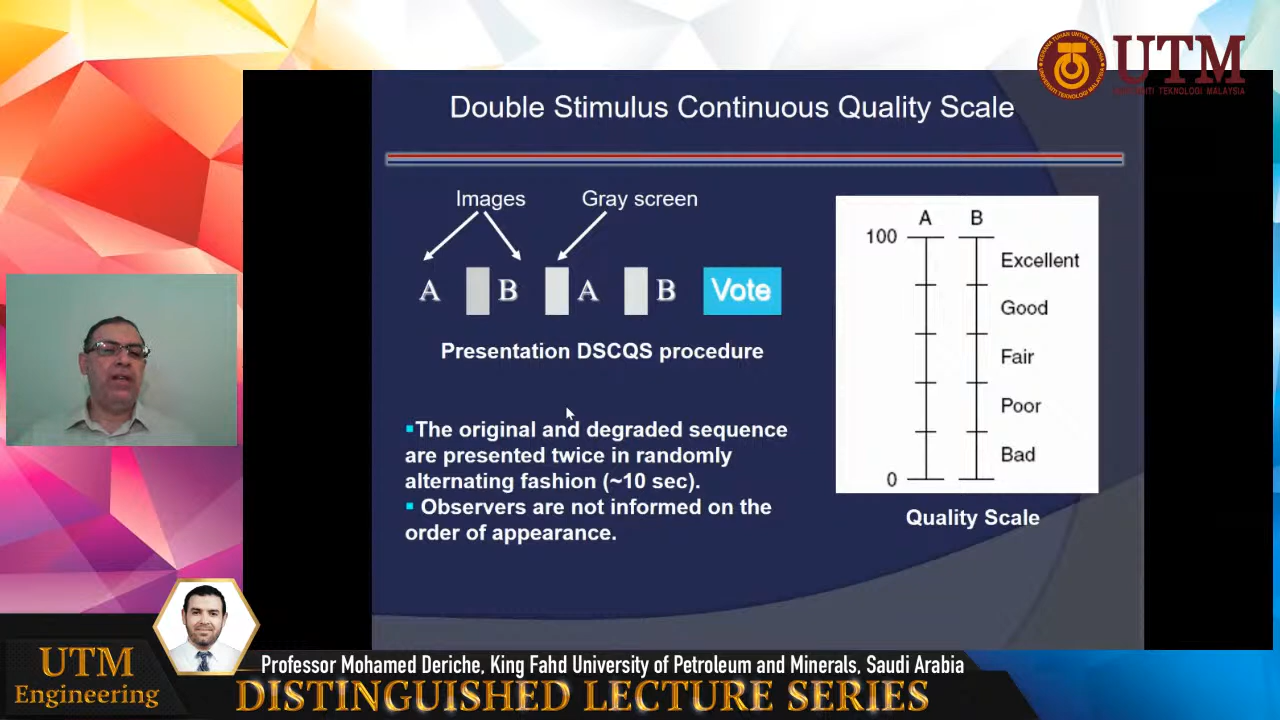 UTM
UNIVERSITI TEKNOLOGI MALAYSIA
Double Stimulus Continuous Quality Scale
Images
Gray screen
A B A B Vote
Presentation DSCQS procedure
▪The original and degraded sequence
are presented twice in randomly
alternating fashion (~10 sec).
▪ Observers are not informed on the
order of appearance.
A B
100
Excellent
Good
Fair
Poor
Bad
0
Quality Scale
UTM
Engineering
Professor Mohamed Deriche, King Fahd University of Petroleum and Minerals, Saudi Arabia
DISTINGUISHED LECTURE SERIES